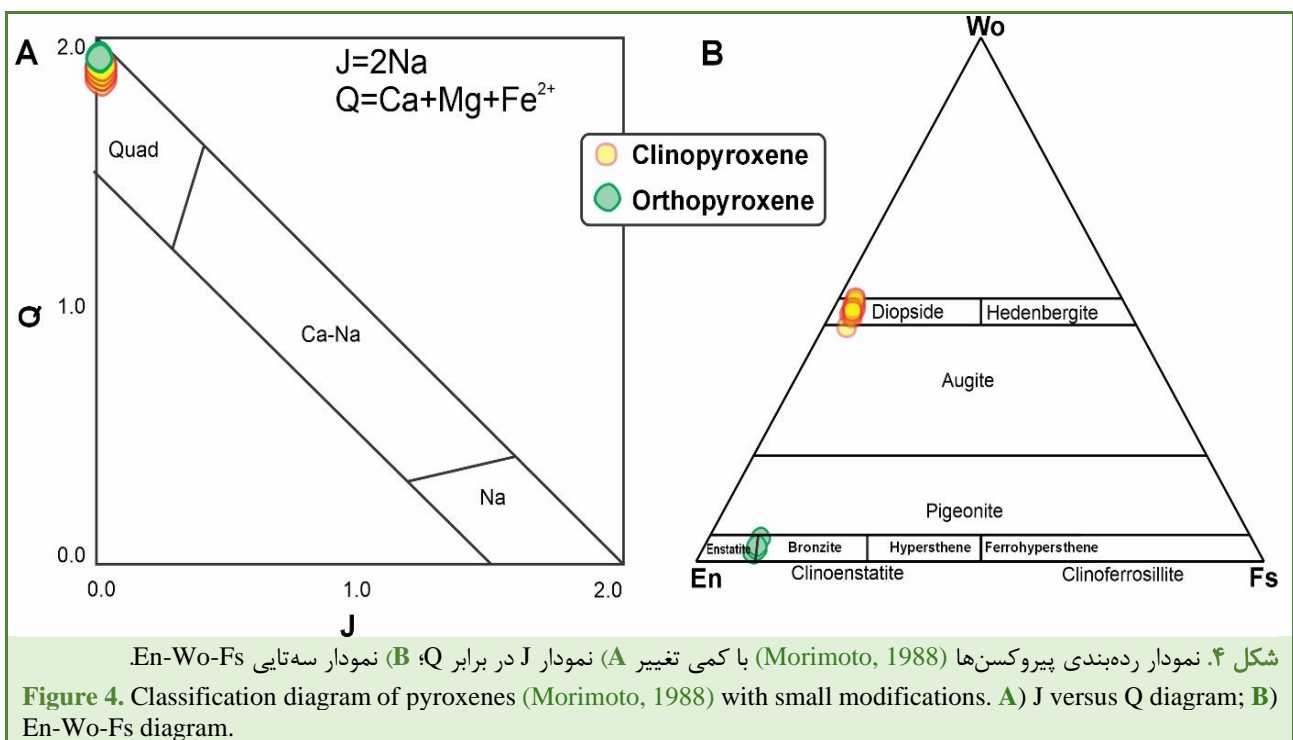 A
2.0
J=2Na
Q=Ca+Mg+Fe²⁺
Quad
Ca-Na
Na
Q
1.0
0.0
0.0
1.0
2.0
J
Clinopyroxene
Orthopyroxene
B
Wo
Diopside
Hedenbergite
Augite
Pigeonite
Enstatite
Bronzite
Hypersthene
Ferrohypersthene
En
Clinoenstatite
Clinoferrosillite
Fs
شکل ۴. نمودار رده‌بندی پیروکسن‌ها (Morimoto, 1988) با کمی تغییر A) نمودار J در برابر Q؛ B) نمودار سه‌تایی En-Wo-Fs.
Figure 4. Classification diagram of pyroxenes (Morimoto, 1988) with small modifications. A) J versus Q diagram; B)
En-Wo-Fs diagram.